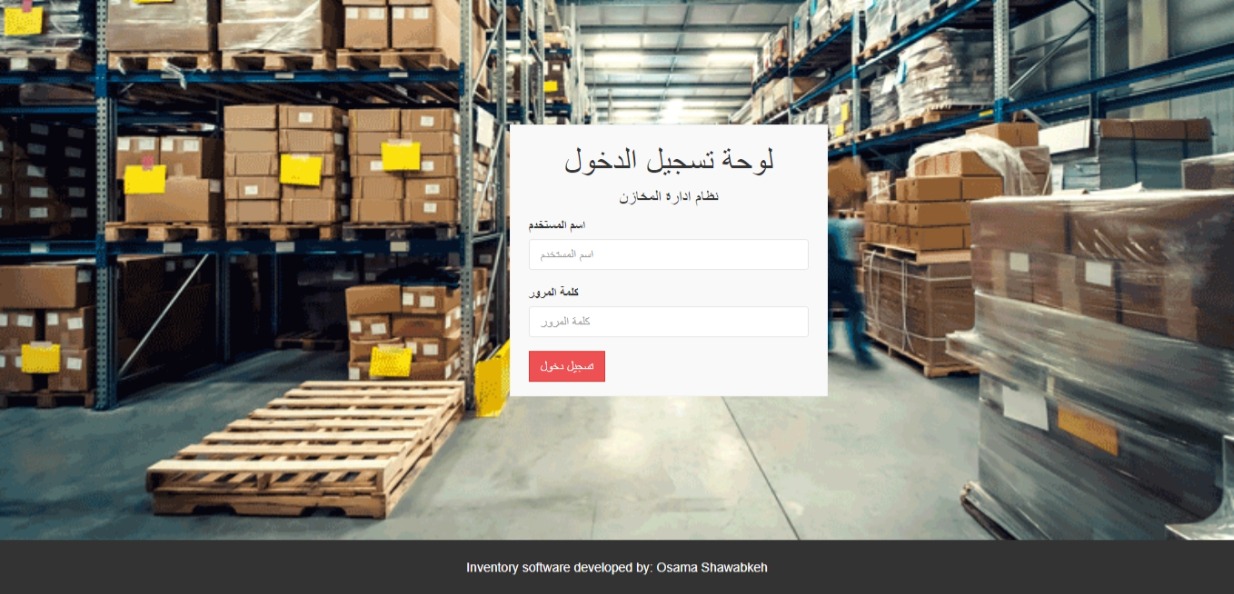 لوحة تسجيل الدخول
نظام ادارة المخازن
اسم المستخدم
اسم المستخدم
كلمة المرور
كلمة المرور
تسجيل دخول
Inventory software developed by: Osama Shawabkeh